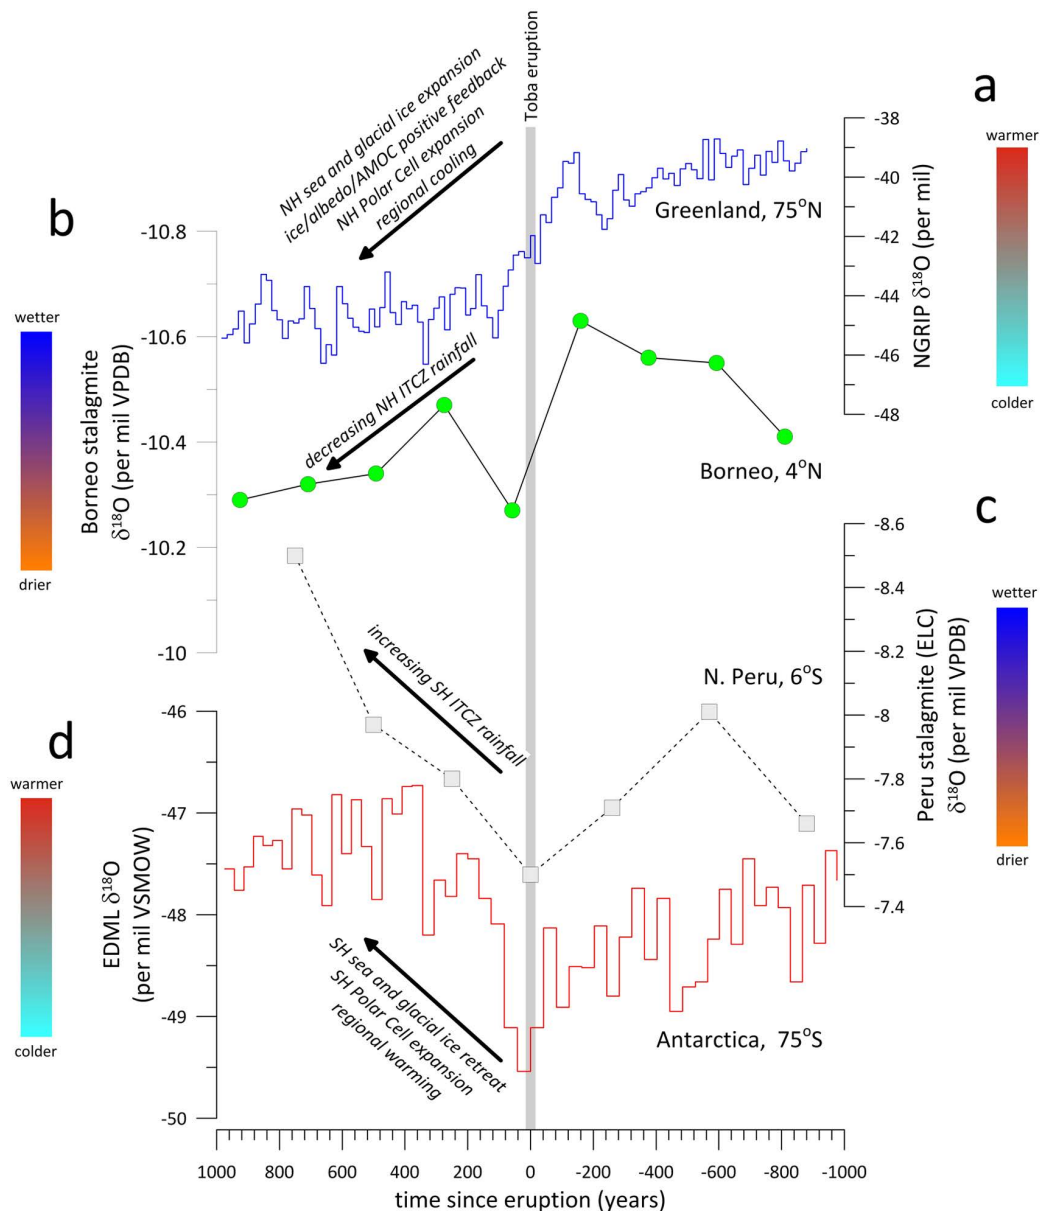 Toba eruption
NH sea and glacial ice expansion
ice/albedo/AMOC positive feedback
NH Polar Cell expansion
regional cooling
a
warmer
colder
-38
-40
-42
-44
-46
-48
NGRIP δ18O (per mil)
Greenland, 75oN
b
wetter
drier
Borneo stalagmite
δ18O (per mil VPDB)
-10.8
-10.6
-10.4
-10.2
-10
decreasing NH ITCZ rainfall
Borneo, 4oN
c
wetter
drier
-8.6
-8.4
-8.2
-8
-7.8
-7.6
-7.4
Peru stalagmite (ELC)
δ18O (per mil VPDB)
N. Peru, 6oS
increasing SH ITCZ rainfall
d
warmer
colder
EDML δ18O
(per mil VSMOW)
-46
-47
-48
-49
-50
SH sea and glacial ice retreat
SH Polar Cell expansion
regional warming
Antarctica, 75oS
1000 800 600 400 200 0 -200 -400 -600 -800 -1000
time since eruption (years)